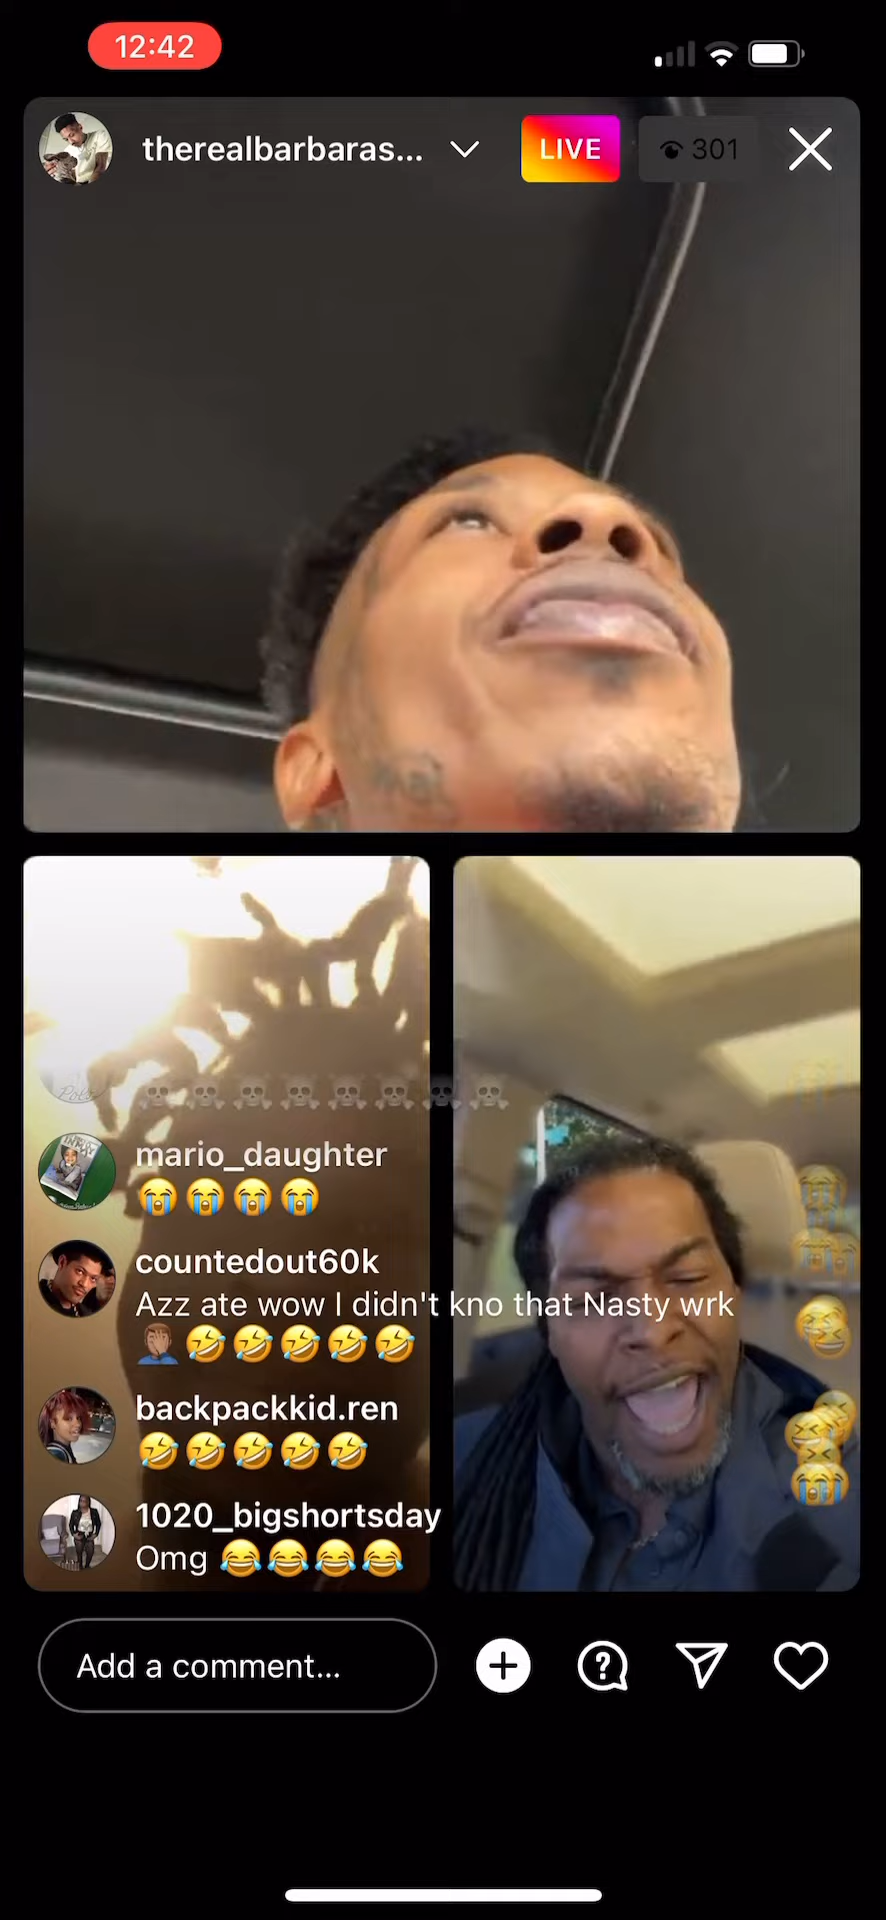 12:42
therealbarbaras...
LIVE
301
mario_daughter
😭😭😭😭
countedout60k
Azz ate wow I didn't kno that Nasty wrk
🤦🏾‍♂️🤣🤣🤣🤣🤣
backpackkid.ren
🤣🤣🤣🤣🤣
1020_bigshortsday
Omg 😂😂😂😂
Add a comment...